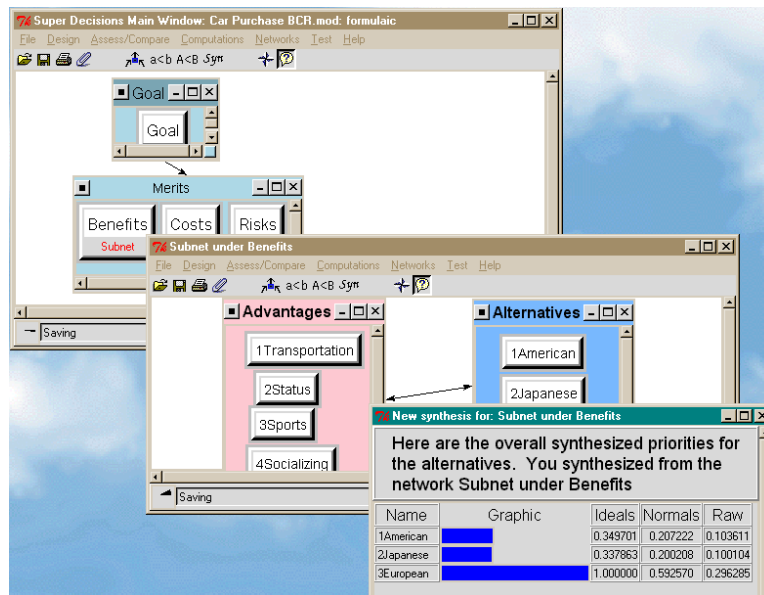 Super Decisions Main Window: Car Purchase BCR.mod: formulaic
File Design Assess/Compare Computations Networks Test Help
a<b A<B Syn
Goal
Goal
Merits
Benefits Costs Risks
Subnet
Saving
Subnet under Benefits
File Design Assess/Compare Computations Networks Test Help
a<b A<B Syn
Advantages
1Transportation
2Status
3Sports
4Socializing
Alternatives
1American
2Japanese
Saving
New synthesis for: Subnet under Benefits
Here are the overall synthesized priorities for
the alternatives. You synthesized from the
network Subnet under Benefits
Name Graphic Ideals Normals Raw
1American 0.349701 0.207222 0.103611
2Japanese 0.337863 0.200208 0.100104
3European 1.000000 0.592570 0.296285